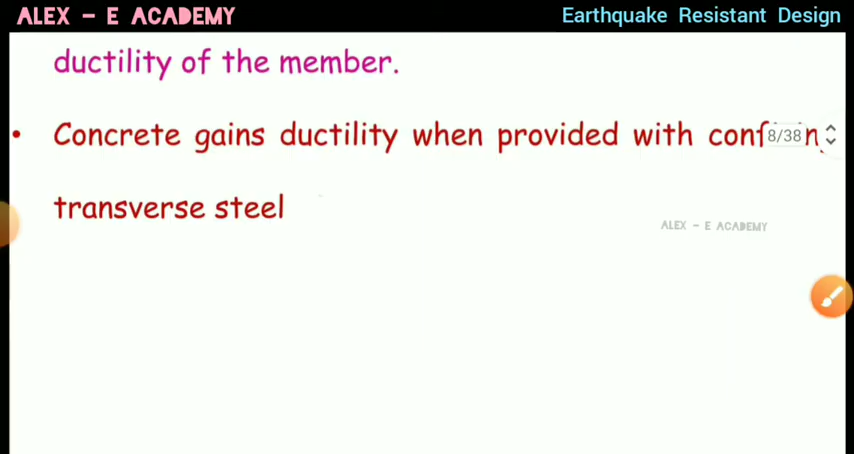 ALEX - E ACADEMY
Earthquake Resistant Design
ductility of the member.
• Concrete gains ductility when provided with
8/38
transverse steel
ALEX - E ACADEMY